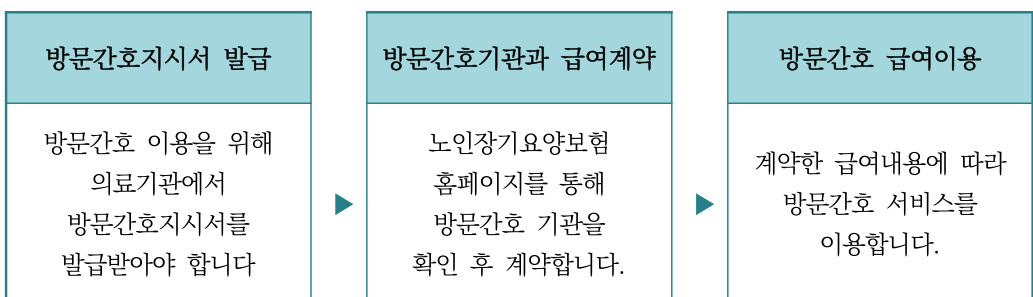 방문간호지시서 발급
방문간호 이용을 위해
의료기관에서
방문간호지시서를
발급받아야 합니다
방문간호기관과 급여계약
노인장기요양보험
홈페이지를 통해
방문간호 기관을
확인 후 계약합니다.
방문간호 급여이용
계약한 급여내용에 따라
방문간호 서비스를
이용합니다.